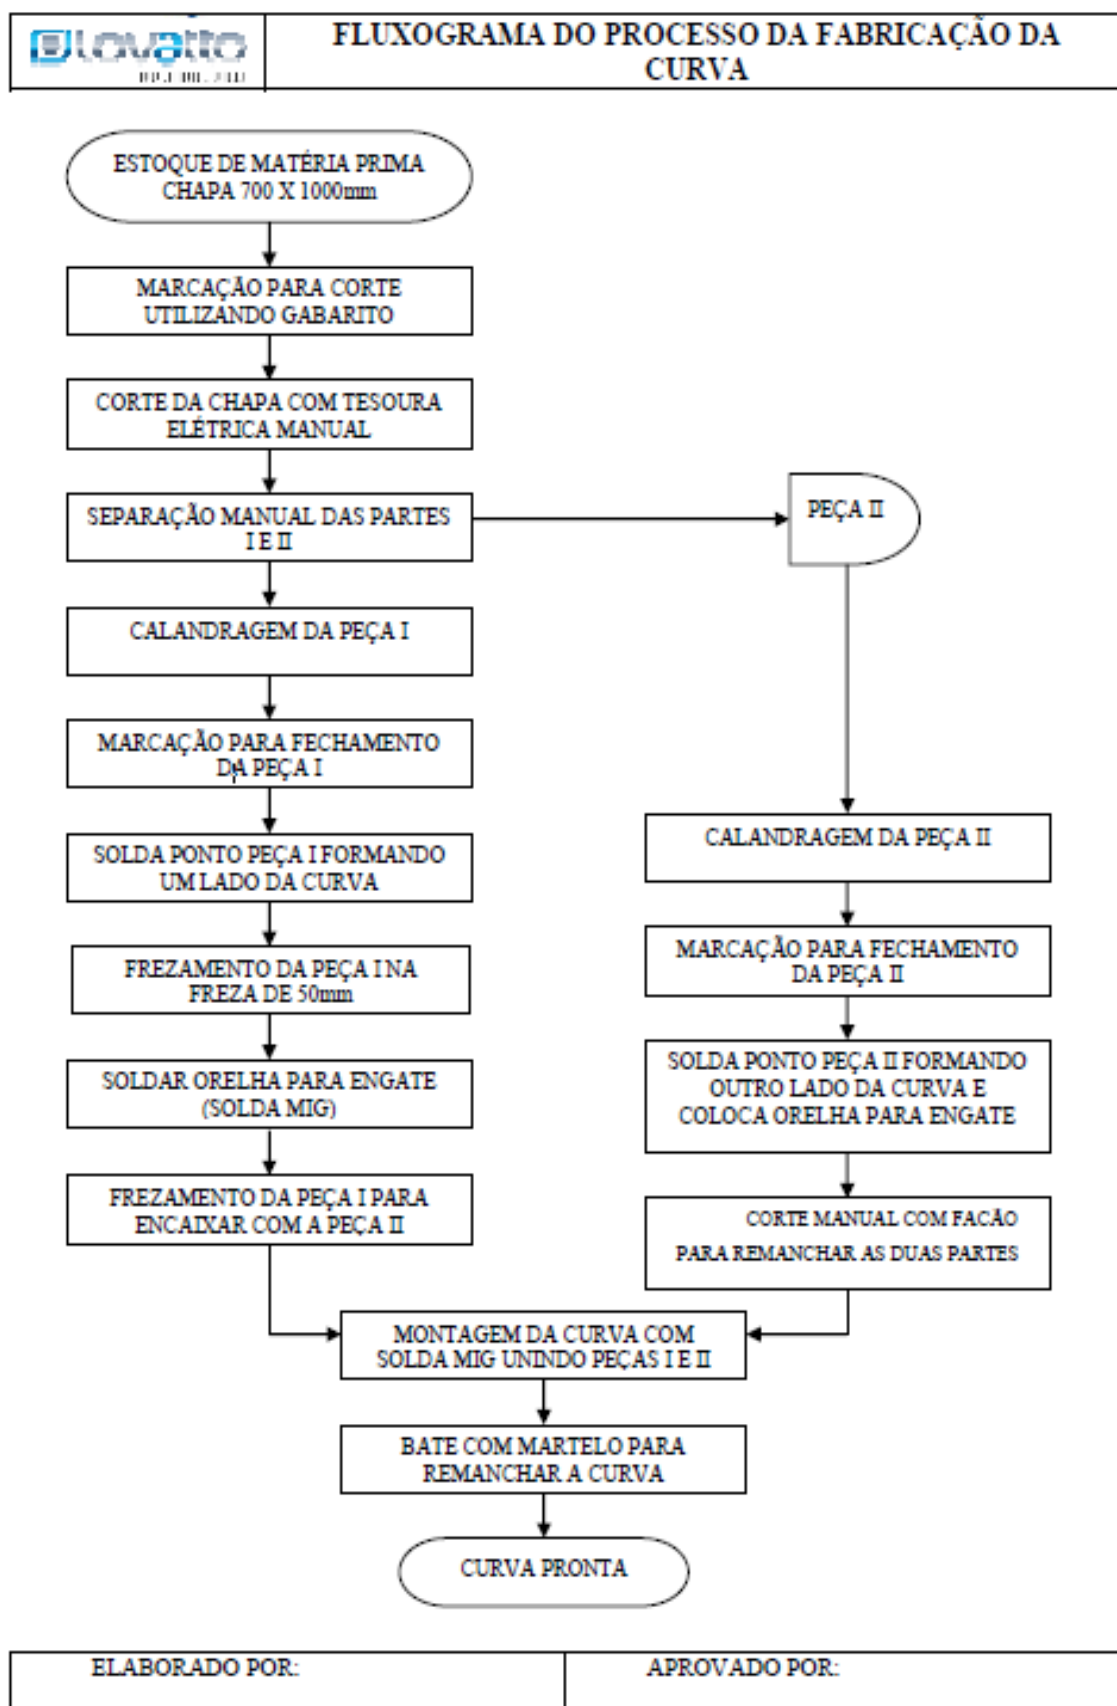 Lovatto
FLUXOGRAMA DO PROCESSO DA FABRICAÇÃO DA
CURVA
ESTOQUE DE MATÉRIA PRIMA
CHAPA 700 X 1000mm
MARCAÇÃO PARA CORTE
UTILIZANDO GABARITO
CORTE DA CHAPA COM TESOURA
ELÉTRICA MANUAL
SEPARAÇÃO MANUAL DAS PARTES
I E II
PEÇA II
CALANDRAGEM DA PEÇA I
MARCAÇÃO PARA FECHAMENTO
DA PEÇA I
SOLDA PONTO PEÇA I FORMANDO
UM LADO DA CURVA
FREZAMENTO DA PEÇA I NA
FREZA DE 50mm
SOLDAR ORELHA PARA ENGATE
(SOLDA MIG)
FREZAMENTO DA PEÇA I PARA
ENCAIXAR COM A PEÇA II
CALANDRAGEM DA PEÇA II
MARCAÇÃO PARA FECHAMENTO
DA PEÇA II
SOLDA PONTO PEÇA II FORMANDO
OUTRO LADO DA CURVA E
COLOCA ORELHA PARA ENGATE
CORTE MANUAL COM FACÃO
PARA REMANCHAR AS DUAS PARTES
MONTAGEM DA CURVA COM
SOLDA MIG UNINDO PEÇAS I E II
BATE COM MARTELO PARA
REMANCHAR A CURVA
CURVA PRONTA
ELABORADO POR:
APROVADO POR: